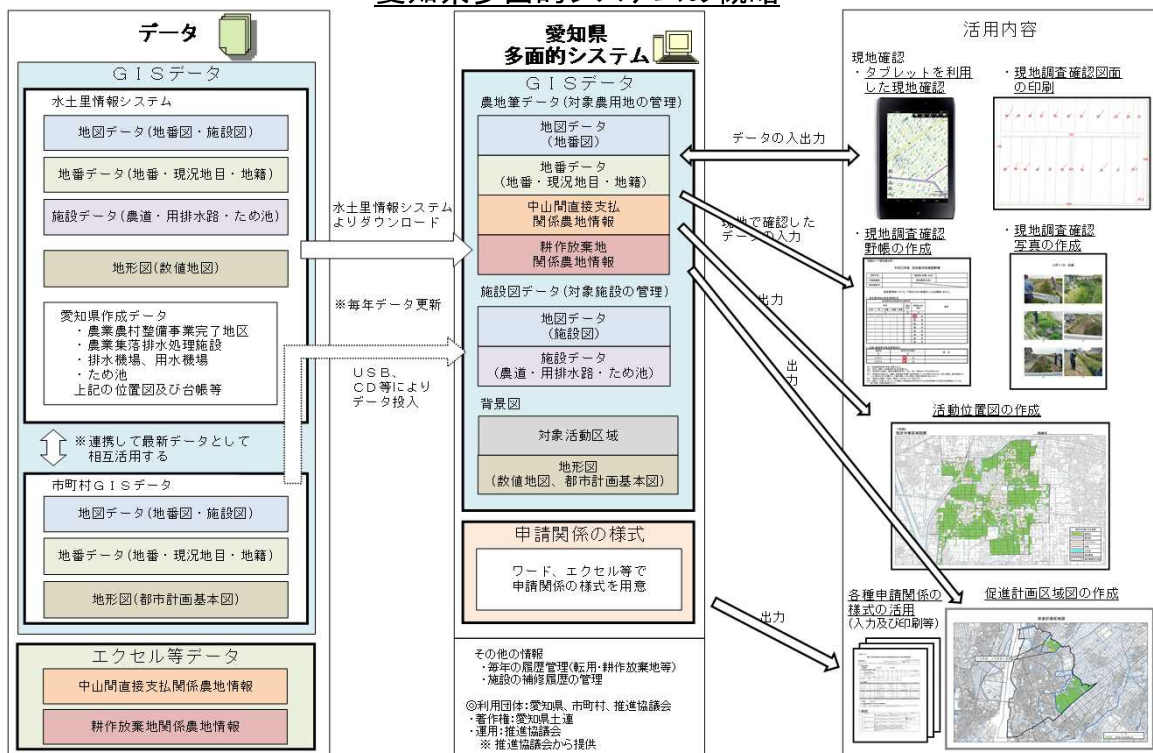 愛知県多面的システムの概略
データ
GISデータ
水土里情報システム
地図データ(地番図・施設図)
地番データ(地番・現況地目・地籍)
施設データ(農道・用排水路・ため池)
地形図(数値地図)
愛知県作成データ
・農業農村整備事業完了地区
・農業集落排水処理施設
・排水機場、用水機場
・ため池
上記の位置図及び台帳等
※連携して最新データとして
相互活用する
市町村GISデータ
地図データ(地番図・施設図)
地番データ(地番・現況地目・地籍)
地形図(都市計画基本図)
エクセル等データ
中山間直接支払関係農地情報
耕作放棄地関係農地情報
水土里情報システム
よりダウンロード
※毎年データ更新
USB、
CD等により
データ投入
愛知県
多面的システム
GISデータ
農地筆データ(対象農用地の管理)
地図データ
(地番図)
地番データ
(地番・現況地目・地籍)
中山間直接支払
関係農地情報
耕作放棄地
関係農地情報
施設図データ(対象施設の管理)
地図データ
(施設図)
施設データ
(農道・用排水路・ため池)
背景図
対象活動区域
地形図
(数値地図、都市計画基本図)
申請関係の様式
ワード、エクセル等で
申請関係の様式を用意
その他の情報
・毎年の履歴管理(転用・耕作放棄地等)
・施設の補修履歴の管理
◎利用団体:愛知県、市町村、推進協議会
・著作権:愛知県土連
・運用:推進協議会
※ 推進協議会から提供
データの入出力
現地で確認した
データの入力
出力
出力
出力
活用内容
現地確認
・タブレットを利用
した現地確認
・現地調査確認図面
の印刷
・現地調査確認
野帳の作成
・現地調査確認
写真の作成
活動位置図の作成
各種申請関係の
様式の活用
(入力及び印刷等)
促進計画区域図の作成